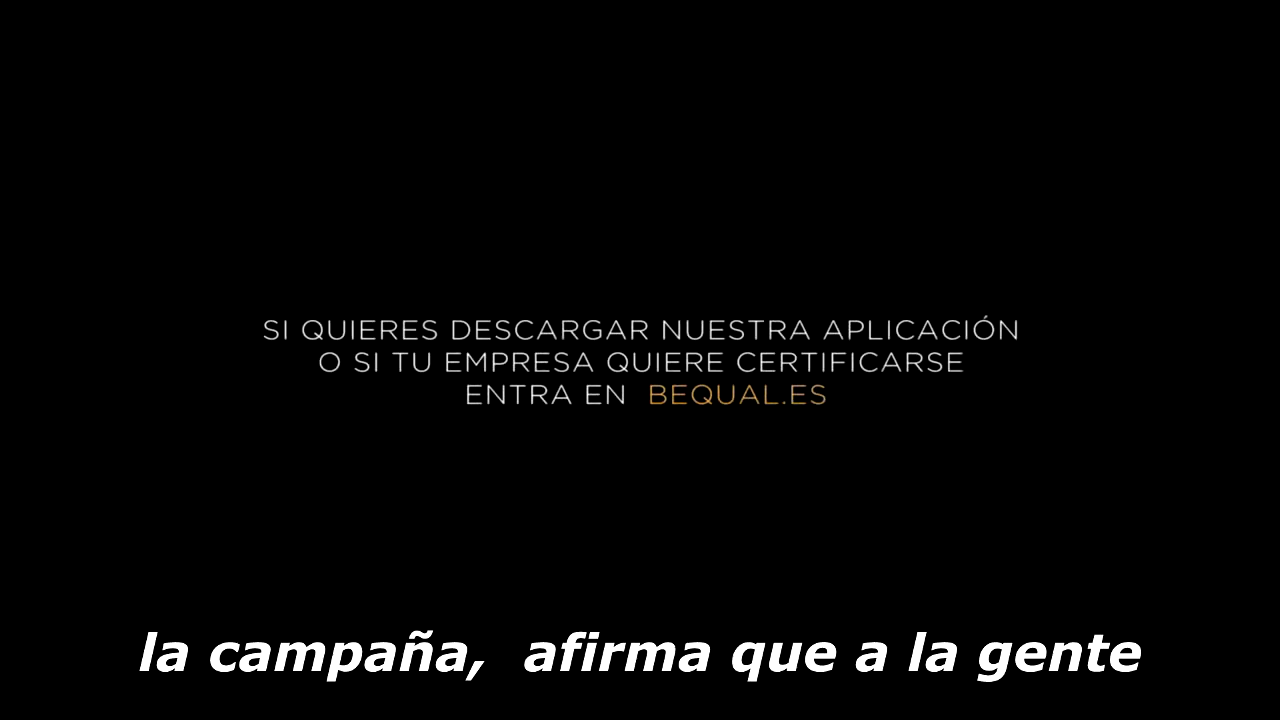 SI QUIERES DESCARGAR NUESTRA APLICACIÓN
O SI TU EMPRESA QUIERE CERTIFICARSE
ENTRA EN BEQUAL.ES
la campaña, afirma que a la gente